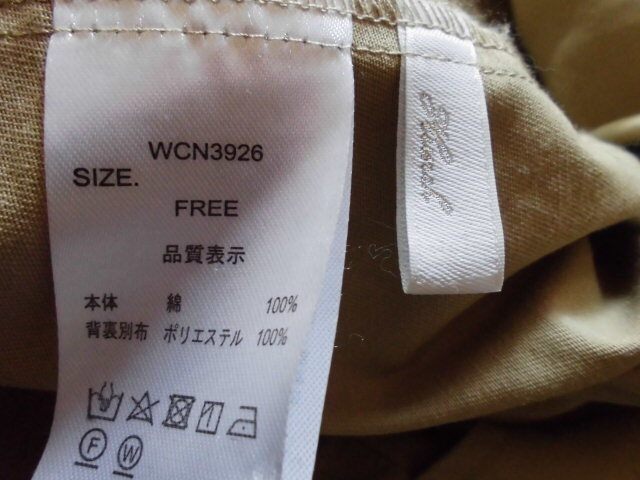 WCN3926
SIZE.
FREE
品質表示
本体 綿 100%
背裏別布 ポリエステル 100%
F W